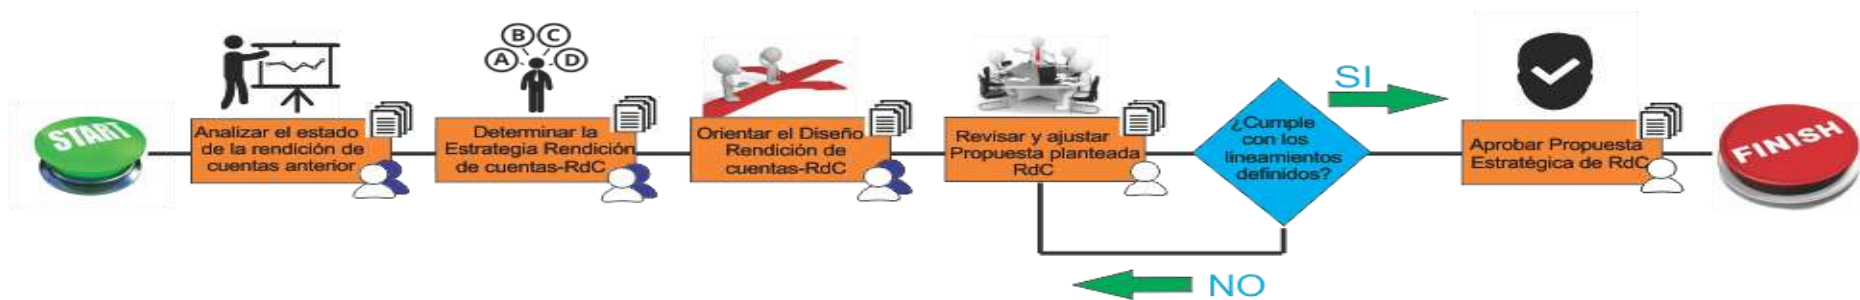 START
Analizar el estado
de la rendición de
cuentas anterior
A
B
C
D
Determinar la
Estrategia Rendición
de cuentas-RdC
Orientar el Diseño
Rendición de
cuentas-RdC
Revisar y ajustar
Propuesta planteada
RdC
¿Cumple
con los
lineamientos
definidos?
SI
NO
Aprobar Propuesta
Estratégica de RdC
FINISH